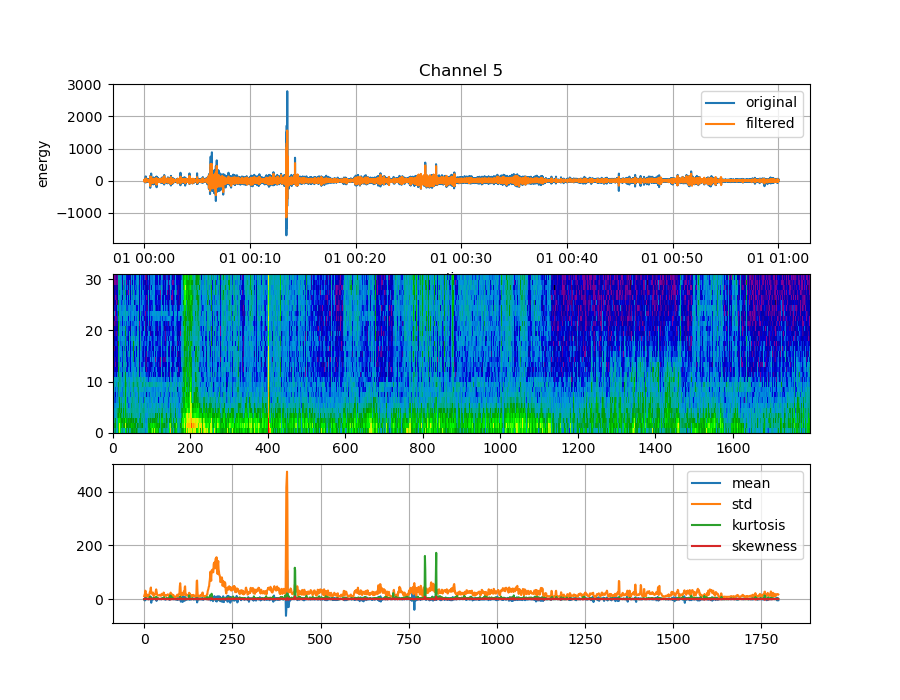 Channel 5
energy
3000
2000
1000
0
−1000
original
filtered
01 00:00 01 00:10 01 00:20 01 00:30 01 00:40 01 00:50 01 01:00
30
20
10
0
0 200 400 600 800 1000 1200 1400 1600
400
200
0
mean
std
kurtosis
skewness
0 250 500 750 1000 1250 1500 1750